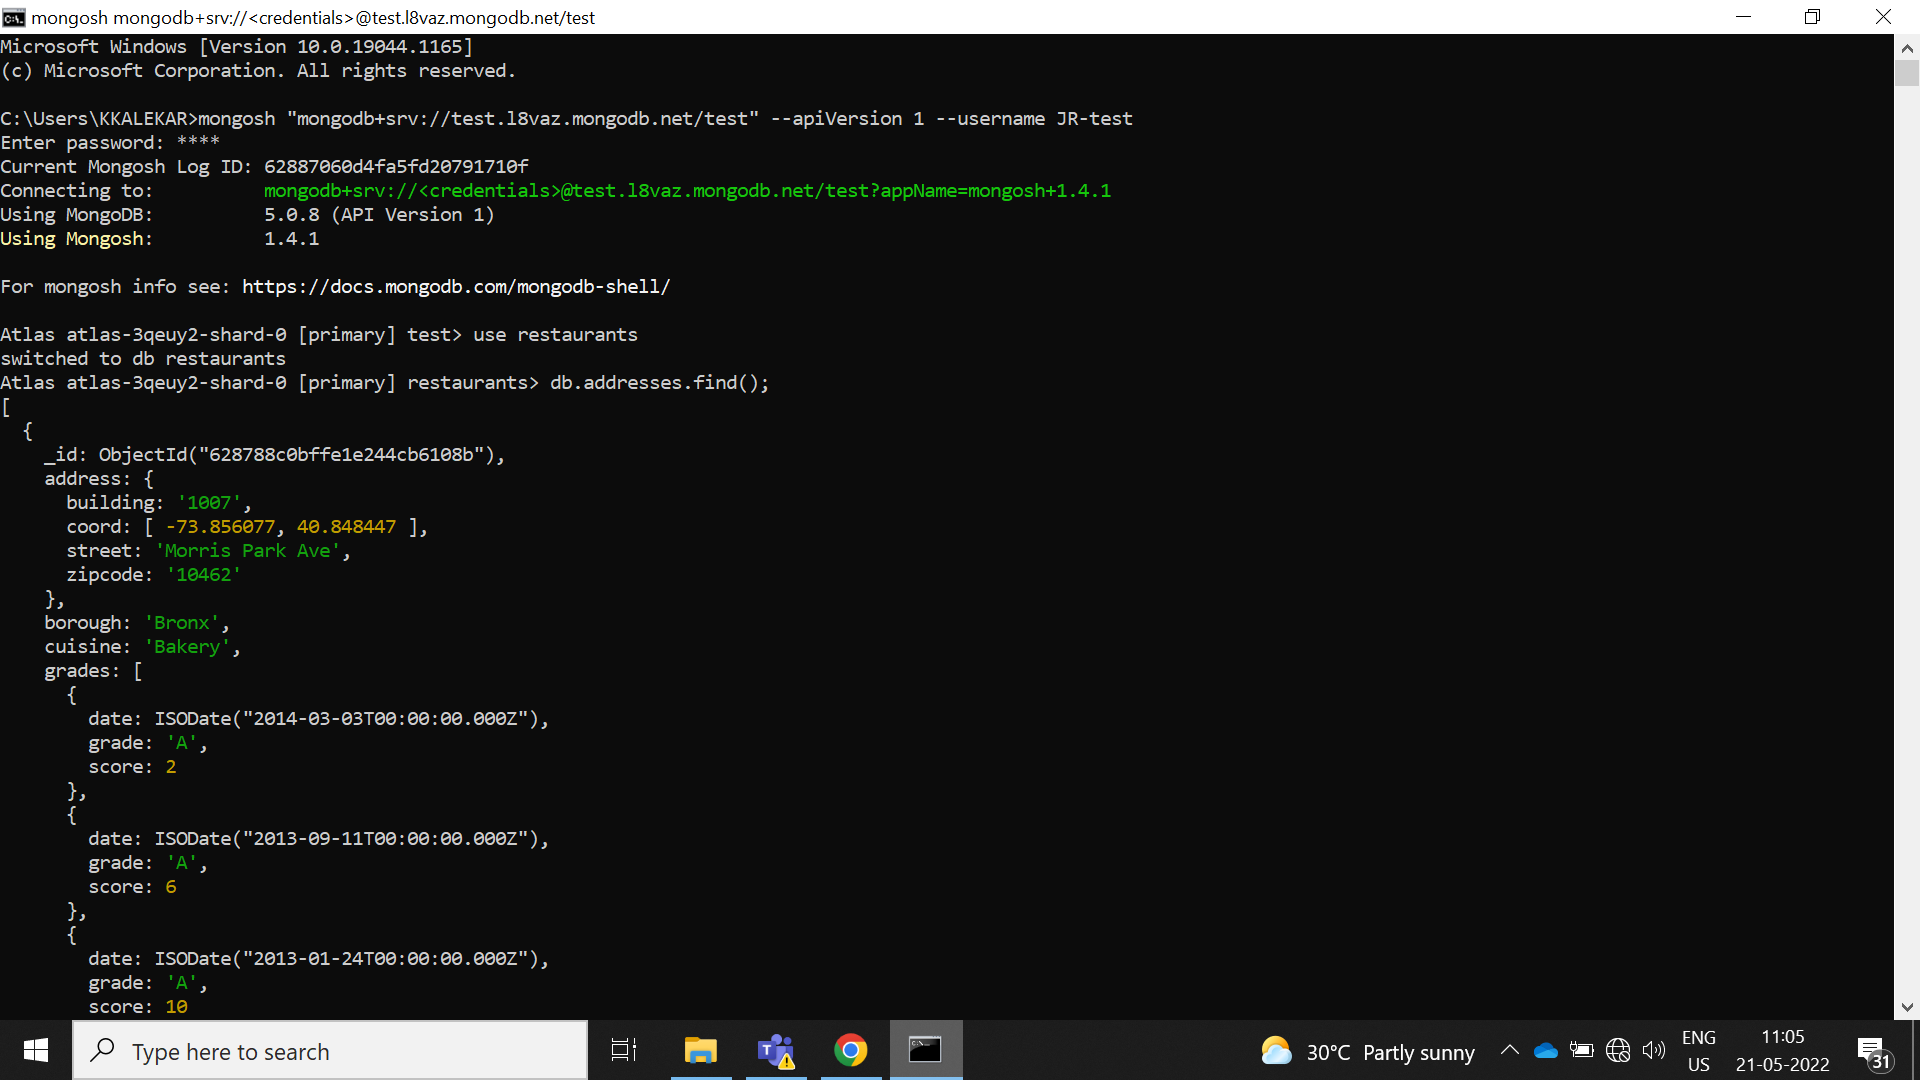 mongosh mongodb+srv://<credentials>@test.l8vaz.mongodb.net/test
Microsoft Windows [Version 10.0.19044.1165]
(c) Microsoft Corporation. All rights reserved.
C:\Users\KKALEKAR>mongosh "mongodb+srv://test.l8vaz.mongodb.net/test" --apiVersion 1 --username JR-test
Enter password: ****
Current Mongosh Log ID: 62887060d4fa5fd20791710f
Connecting to:          mongodb+srv://<credentials>@test.l8vaz.mongodb.net/test?appName=mongosh+1.4.1
Using MongoDB:          5.0.8 (API Version 1)
Using Mongosh:          1.4.1
For mongosh info see: https://docs.mongodb.com/mongodb-shell/
Atlas atlas-3qeuy2-shard-0 [primary] test> use restaurants
switched to db restaurants
Atlas atlas-3qeuy2-shard-0 [primary] restaurants> db.addresses.find();
[
  {
    _id: ObjectId("628788c0bffe1e244cb6108b"),
    address: {
      building: '1007',
      coord: [ -73.856077, 40.848447 ],
      street: 'Morris Park Ave',
      zipcode: '10462'
    },
    borough: 'Bronx',
    cuisine: 'Bakery',
    grades: [
      {
        date: ISODate("2014-03-03T00:00:00.000Z"),
        grade: 'A',
        score: 2
      },
      {
        date: ISODate("2013-09-11T00:00:00.000Z"),
        grade: 'A',
        score: 6
      },
      {
        date: ISODate("2013-01-24T00:00:00.000Z"),
        grade: 'A',
        score: 10
Type here to search
30°C Partly sunny
ENG
US
11:05
21-05-2022
31